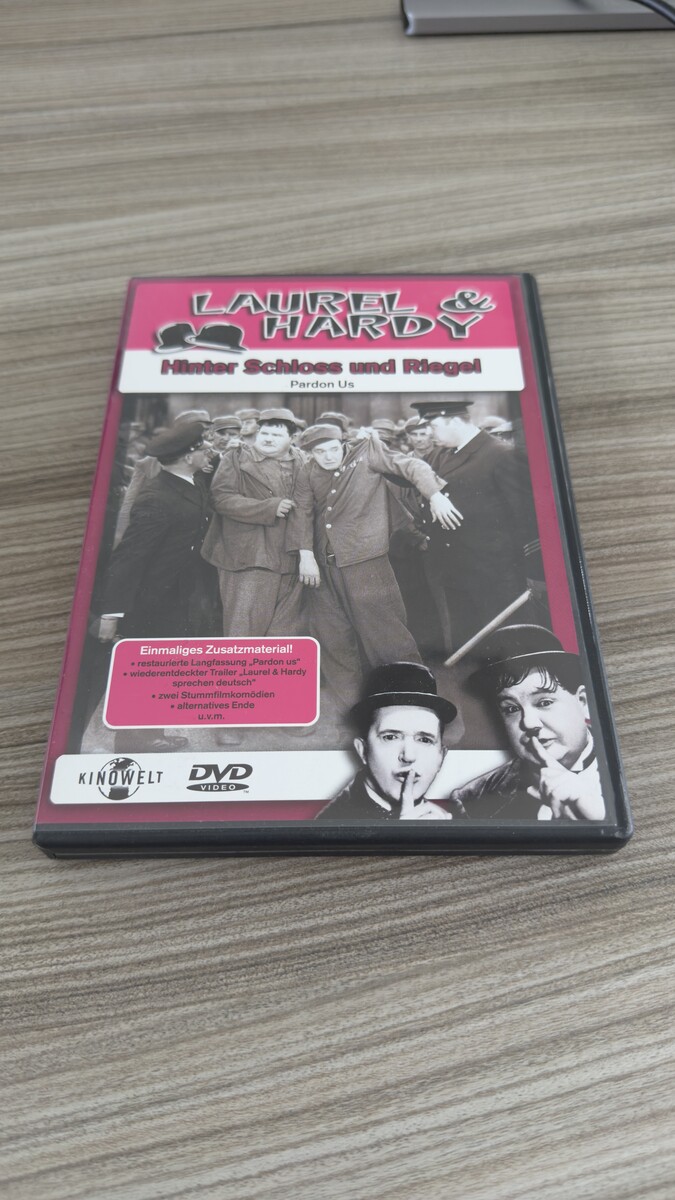 LAUREL &
HARDY
Hinter Schloss und Riegel
Pardon Us
Einmaliges Zusatzmaterial!
• restaurierte Langfassung „Pardon us"
• wiederentdeckter Trailer „Laurel & Hardy
sprechen deutsch"
• zwei Stummfilmkomödien
• alternatives Ende
u.v.m.
KINOWELT
DVD
VIDEO
TM